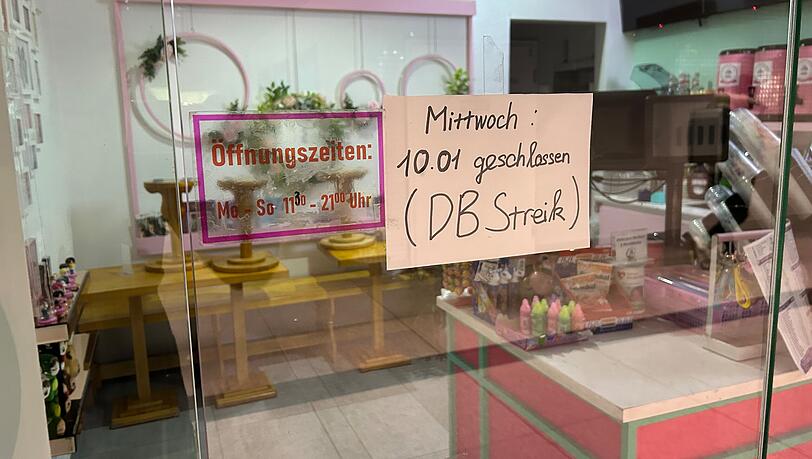 Öffnungszeiten:
Mo - So 11³⁰ - 21⁰⁰ Uhr
Mittwoch :
10.01 geschlossen
(DB Streik)